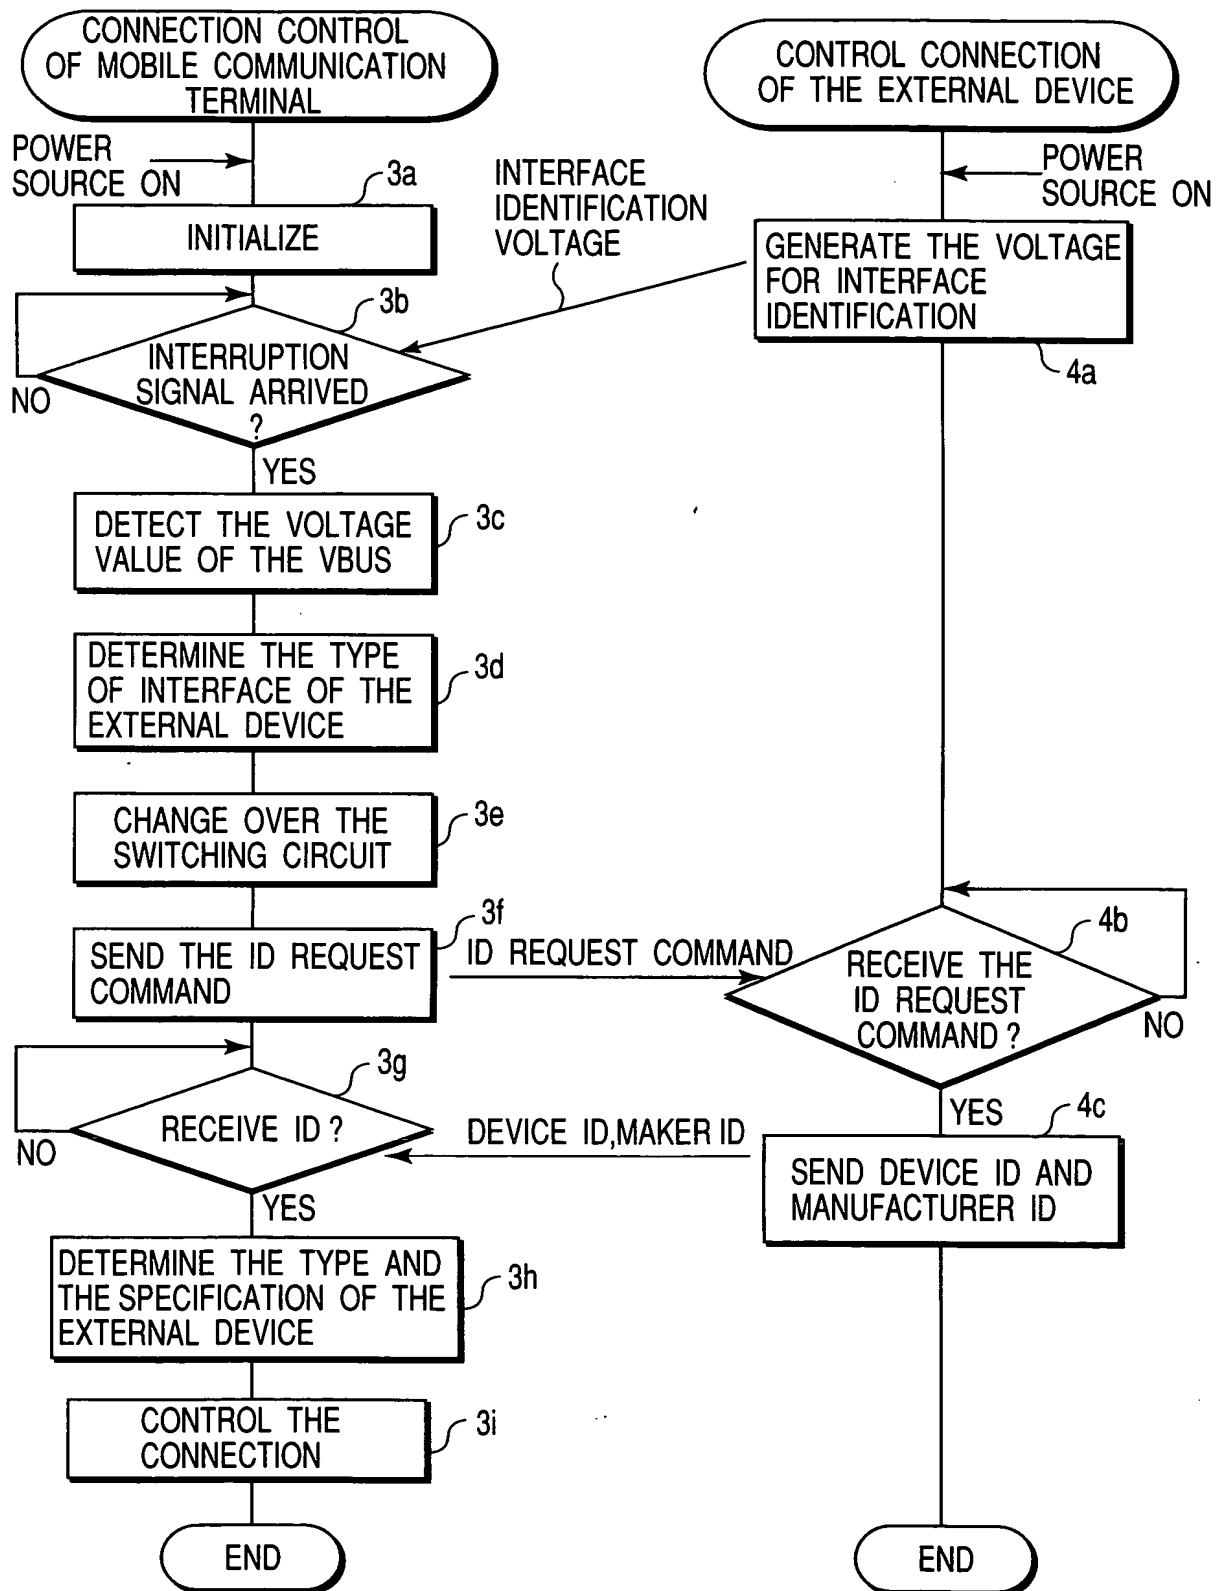 CONNECTION CONTROL
OF MOBILE COMMUNICATION
TERMINAL
POWER
SOURCE ON
3a
INITIALIZE
3b
INTERRUPTION
SIGNAL ARRIVED
?
NO
YES
DETECT THE VOLTAGE
VALUE OF THE VBUS
3c
DETERMINE THE TYPE
OF INTERFACE OF THE
EXTERNAL DEVICE
3d
CHANGE OVER THE
SWITCHING CIRCUIT
3e
SEND THE ID REQUEST
COMMAND
3f
ID REQUEST COMMAND
3g
RECEIVE ID ?
NO
YES
DETERMINE THE TYPE AND
THE SPECIFICATION OF THE
EXTERNAL DEVICE
3h
CONTROL THE
CONNECTION
3i
END
INTERFACE
IDENTIFICATION
VOLTAGE
CONTROL CONNECTION
OF THE EXTERNAL DEVICE
POWER
SOURCE ON
GENERATE THE VOLTAGE
FOR INTERFACE
IDENTIFICATION
4a
4b
RECEIVE THE
ID REQUEST
COMMAND ?
NO
YES
4c
DEVICE ID,MAKER ID
SEND DEVICE ID AND
MANUFACTURER ID
END